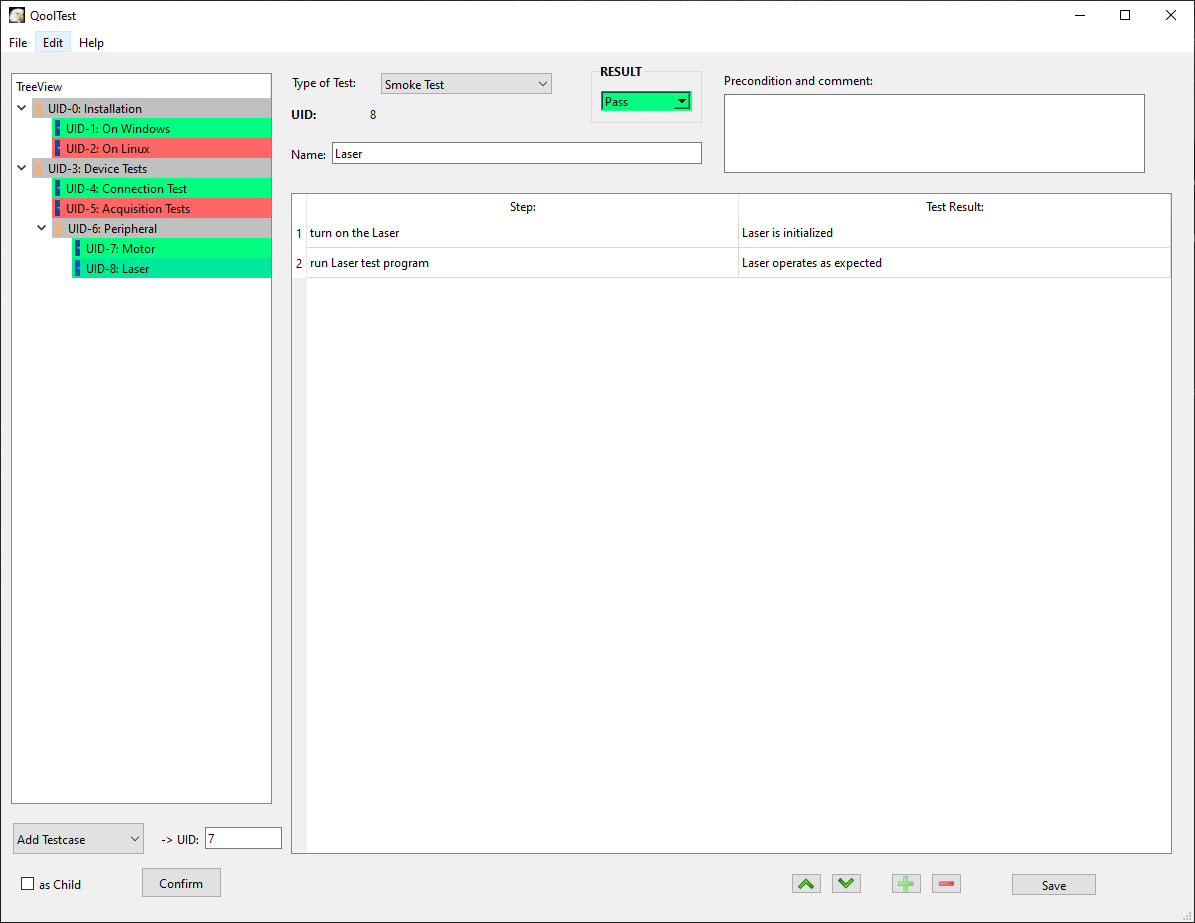 QoolTest
File Edit Help
TreeView
UID-0: Installation
UID-1: On Windows
UID-2: On Linux
UID-3: Device Tests
UID-4: Connection Test
UID-5: Acquisition Tests
UID-6: Peripheral
UID-7: Motor
UID-8: Laser
Add Testcase -> UID: 7
as Child Confirm
Type of Test: Smoke Test
UID: 8
Name: Laser
RESULT
Pass
Precondition and comment:
Step: Test Result:
1 turn on the Laser Laser is initialized
2 run Laser test program Laser operates as expected
Save